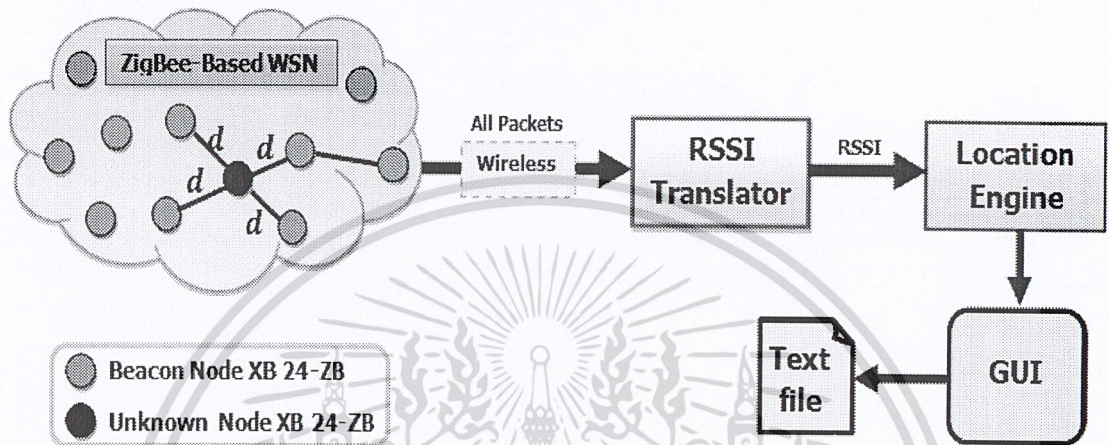 ZigBee-Based WSN
d
d
d
d
All Packets
Wireless
RSSI
Translator
RSSI
Location
Engine
GUI
Text
file
Beacon Node XB 24-ZB
Unknown Node XB 24-ZB